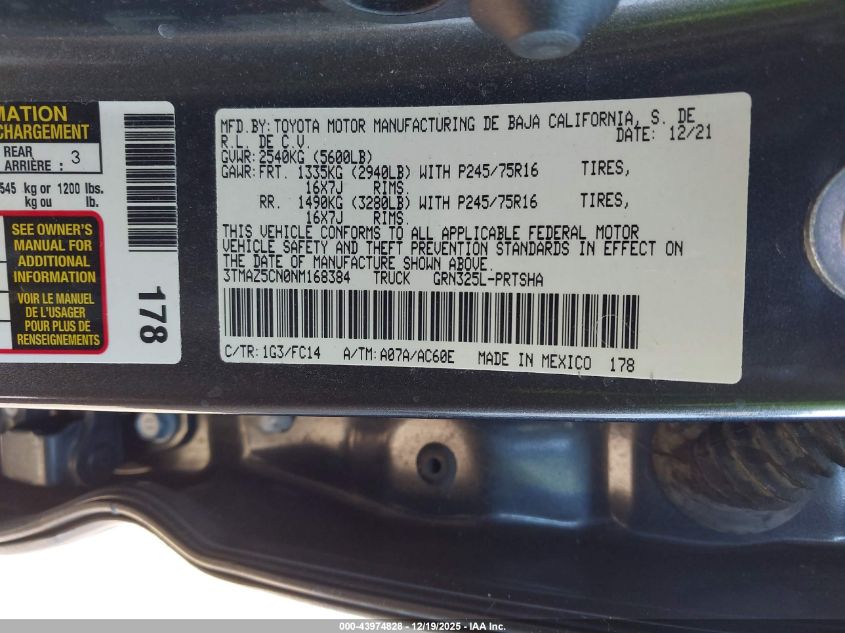 MATION
CHARGEMENT
REAR
ARRIÈRE : 3
545 kg or 1200 lbs.
kg ou lb.
SEE OWNER'S
MANUAL FOR
ADDITIONAL
INFORMATION
VOIR LE MANUEL
DE L'USAGER
POUR PLUS DE
RENSEIGNEMENTS
178
MFD.BY:TOYOTA MOTOR MANUFACTURING DE BAJA CALIFORNIA, S. DE
R.L. DE C.V. DATE: 12/21
GVWR:2540KG (5600LB)
GAWR:FRT. 1335KG (2940LB) WITH P245/75R16 TIRES,
16X7J RIMS.
RR. 1490KG (3280LB) WITH P245/75R16 TIRES,
16X7J RIMS.
THIS VEHICLE CONFORMS TO ALL APPLICABLE FEDERAL MOTOR
VEHICLE SAFETY AND THEFT PREVENTION STANDARDS IN EFFECT ON
THE DATE OF MANUFACTURE SHOWN ABOVE.
3TMAZ5CN0NM168384 TRUCK GRN325L-PRTSHA
C/TR:1G3/FC14 A/TM:A07A/AC60E MADE IN MEXICO 178
000-43974828 - 12/19/2025 - IAA Inc.